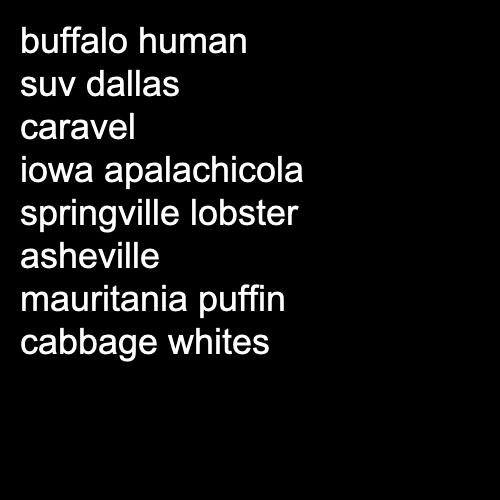 buffalo human
suv dallas
caravel
iowa apalachicola
springville lobster
asheville
mauritania puffin
cabbage whites